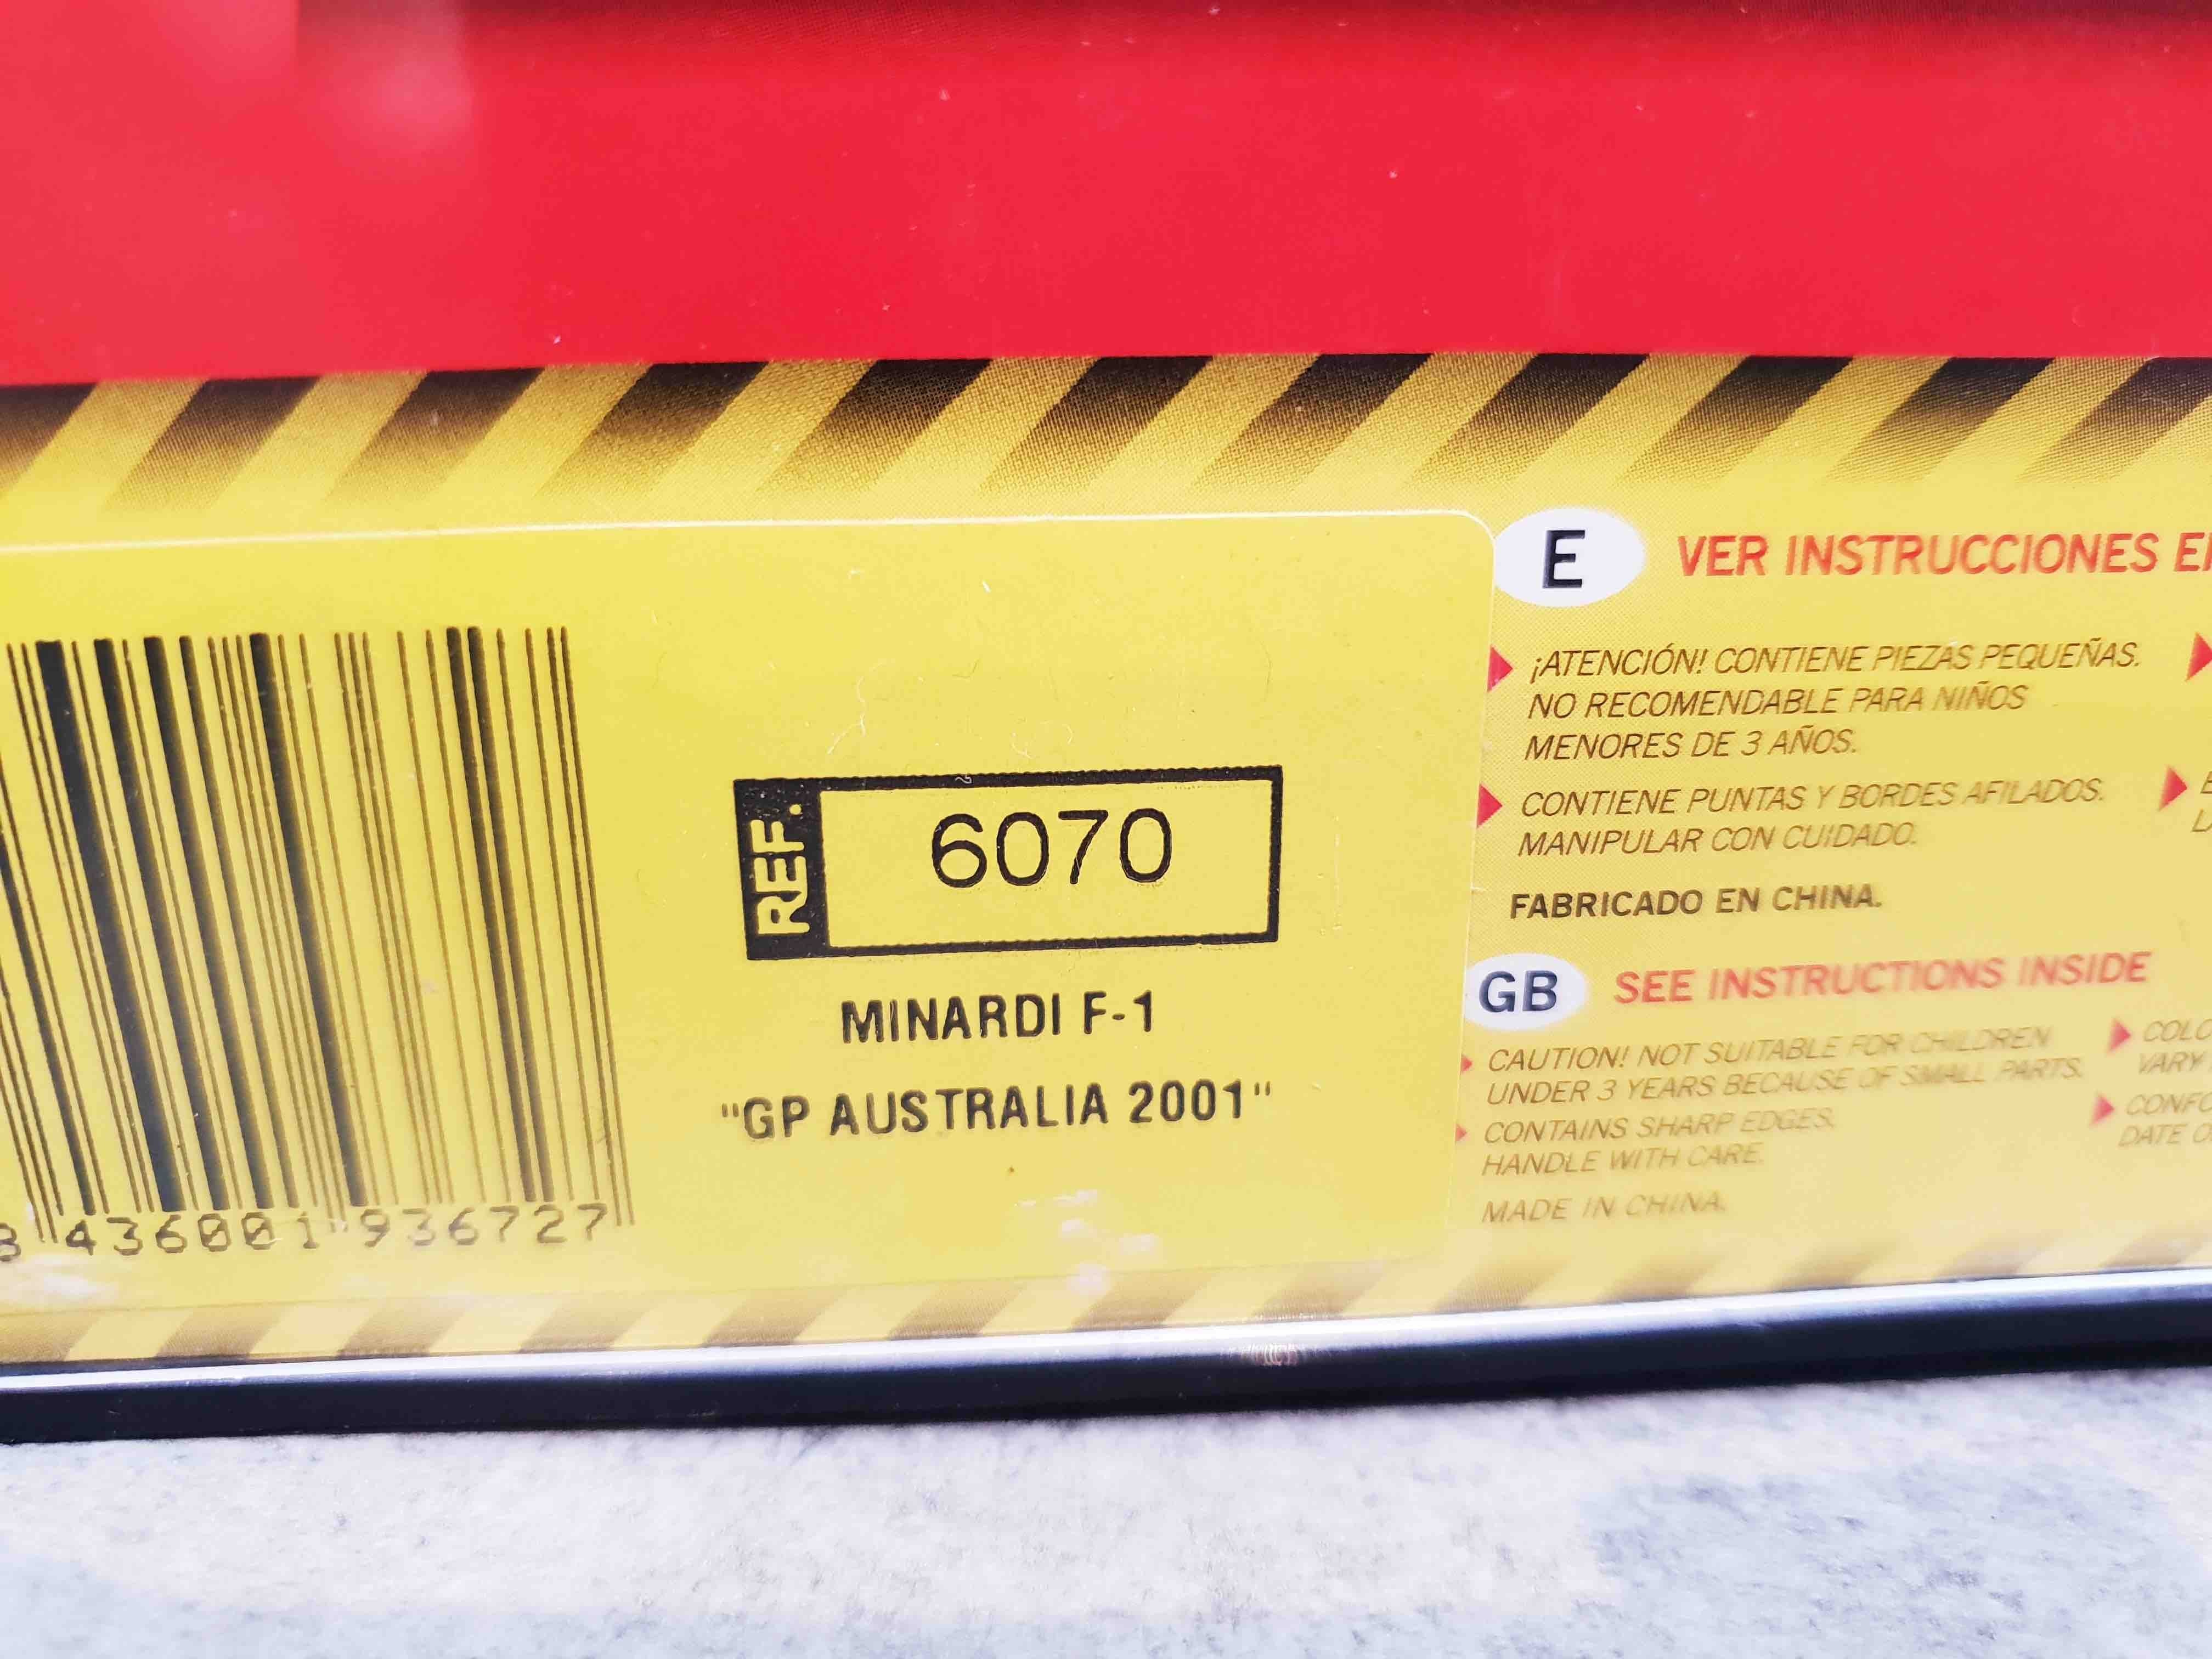 8 436001 936727
REF. 6070
MINARDI F-1
"GP AUSTRALIA 2001"
E VER INSTRUCCIONES
¡ATENCIÓN! CONTIENE PIEZAS PEQUEÑAS.
NO RECOMENDABLE PARA NIÑOS
MENORES DE 3 AÑOS.
CONTIENE PUNTAS Y BORDES AFILADOS.
MANIPULAR CON CUIDADO.
FABRICADO EN CHINA.
GB SEE INSTRUCTIONS INSIDE
CAUTION! NOT SUITABLE FOR CHILDREN
UNDER 3 YEARS BECAUSE OF SMALL PARTS.
CONTAINS SHARP EDGES.
HANDLE WITH CARE.
MADE IN CHINA.
VARY
DATE